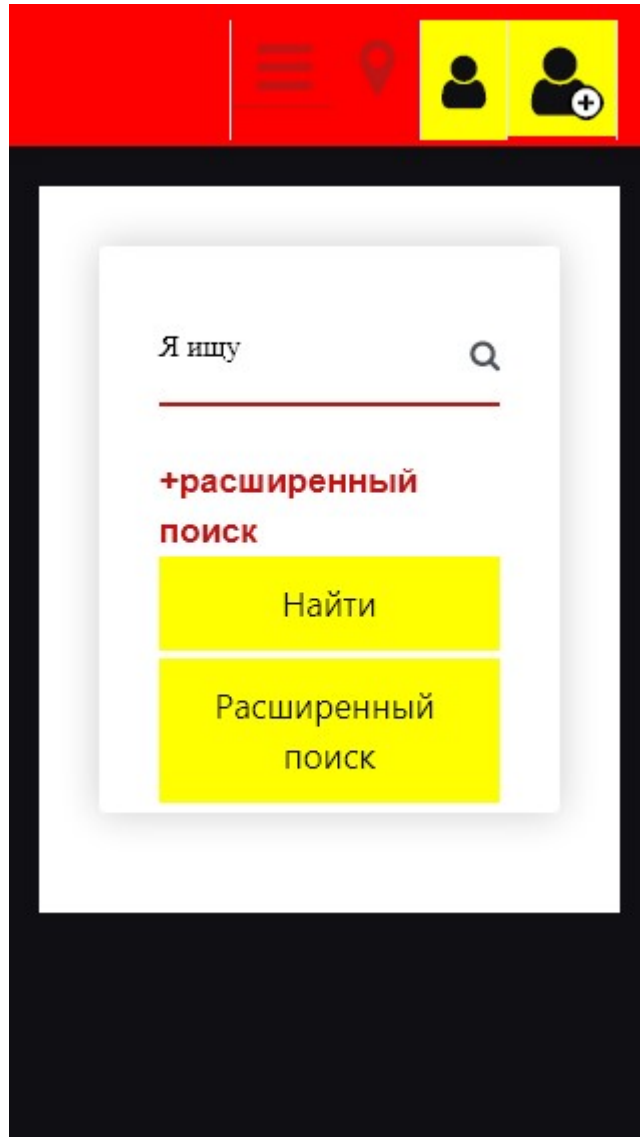 Я ищу
+расширенный
поиск
Найти
Расширенный
поиск